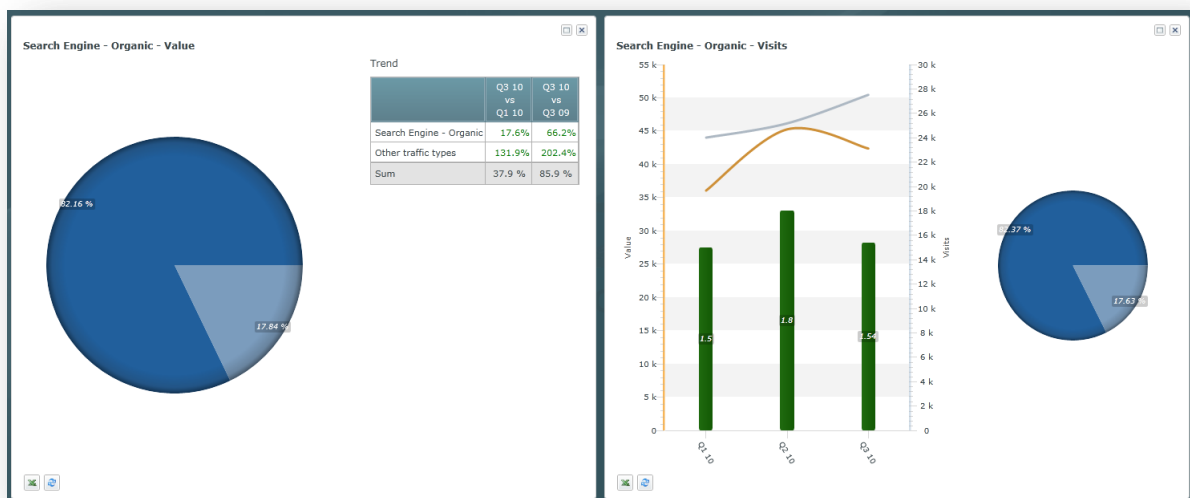 Search Engine - Organic - Value
Trend
Q3 10 vs Q1 10
Q3 10 vs Q3 09
Search Engine - Organic 17.6% 66.2%
Other traffic types 131.9% 202.4%
Sum 37.9 % 85.9 %
82.16 %
17.84 %
Search Engine - Organic - Visits
55 k
50 k
45 k
40 k
35 k
30 k
25 k
20 k
15 k
10 k
5 k
0
Value
1.5
1.8
1.54
Q1 10
Q2 10
Q3 10
30 k
28 k
26 k
24 k
22 k
20 k
18 k
16 k
14 k
12 k
10 k
8 k
6 k
4 k
2 k
0
Visits
82.37 %
17.63 %